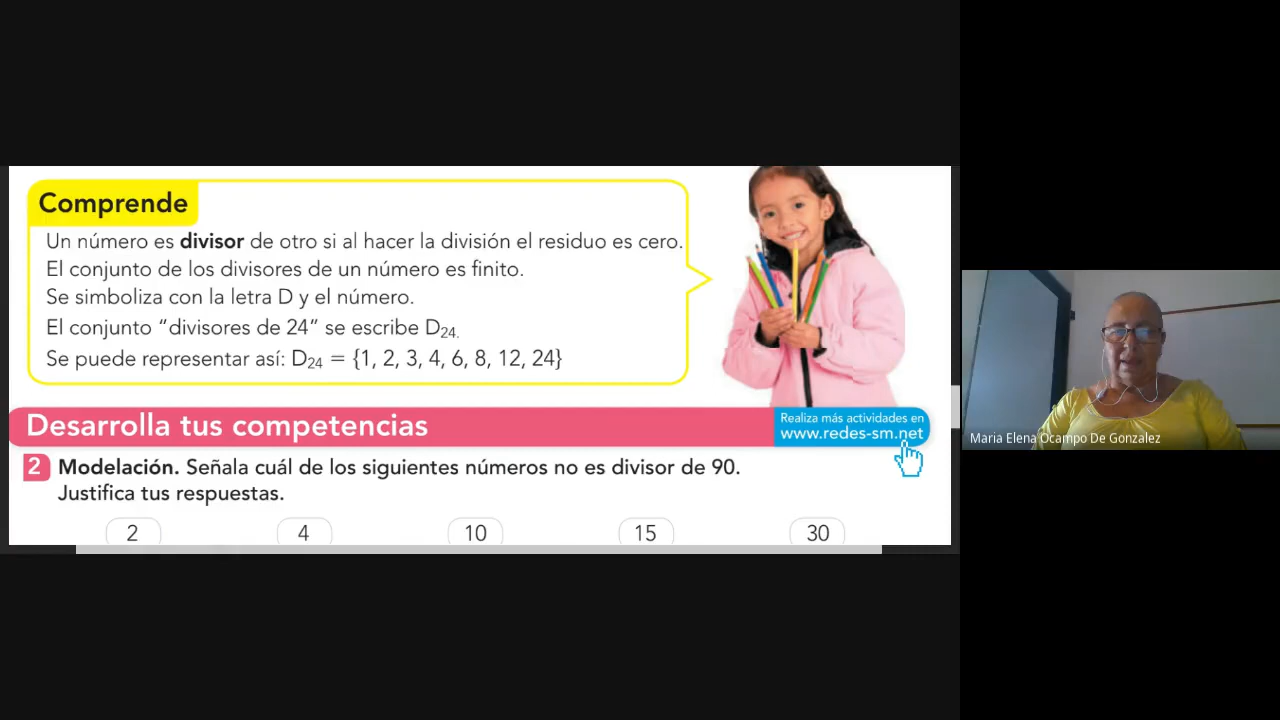 Comprende
Un número es divisor de otro si al hacer la división el residuo es cero.
El conjunto de los divisores de un número es finito.
Se simboliza con la letra D y el número.
El conjunto “divisores de 24” se escribe D24.
Se puede representar así: D24 = {1, 2, 3, 4, 6, 8, 12, 24}
Desarrolla tus competencias
Realiza más actividades en
www.redes-sm.net
2 Modelación. Señala cuál de los siguientes números no es divisor de 90.
Justifica tus respuestas.
2 4 10 15 30
Maria Elena Ocampo De Gonzalez